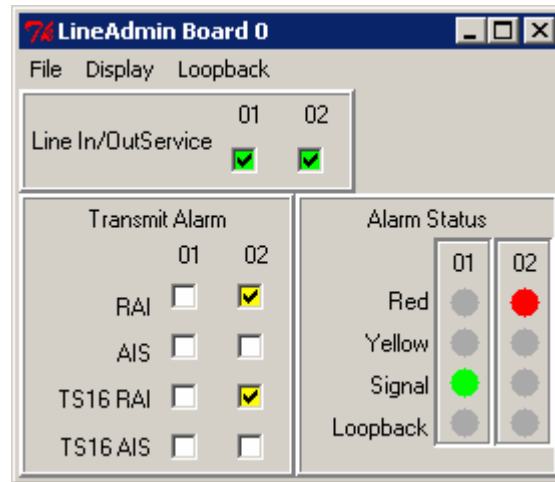 LineAdmin Board 0
File Display Loopback
01 02
Line In/OutService
Transmit Alarm
01 02
RAI
AIS
TS16 RAI
TS16 AIS
Alarm Status
01 02
Red
Yellow
Signal
Loopback